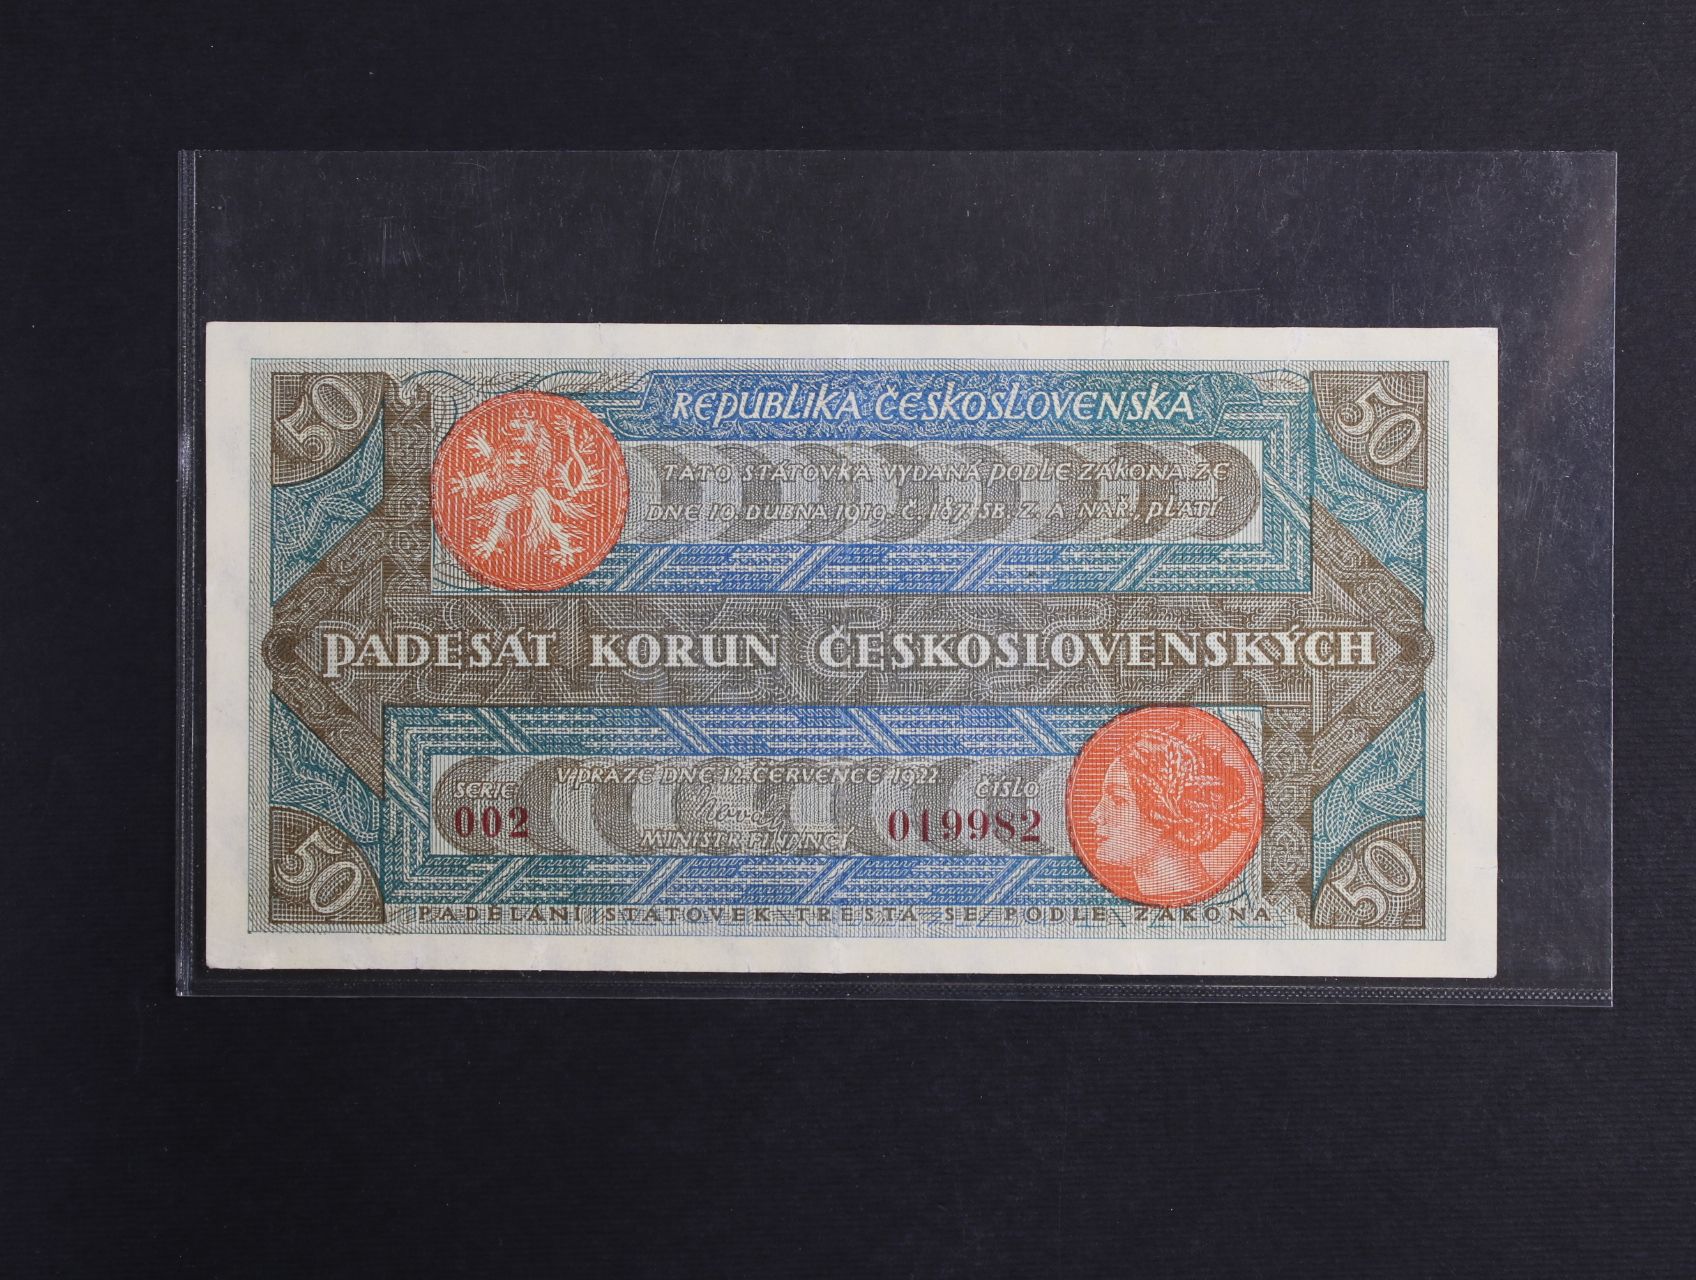 50
50
REPUBLIKA ČESKOSLOVENSKÁ
TATO STÁTOVKA VYDANÁ PODLE ZÁKONA ZE
DNE 10. DUBNA 1919. Č. 187. SB. Z. A NAŘ. PLATÍ
PADESÁT KORUN ČESKOSLOVENSKÝCH
V PRAZE DNE 12. ČERVENCE 1922
SERIE
ČÍSLO
002
019982
MINISTR FINANCÍ
50
50
PADĚLÁNÍ STÁTOVEK TRESTÁ SE PODLE ZÁKONA